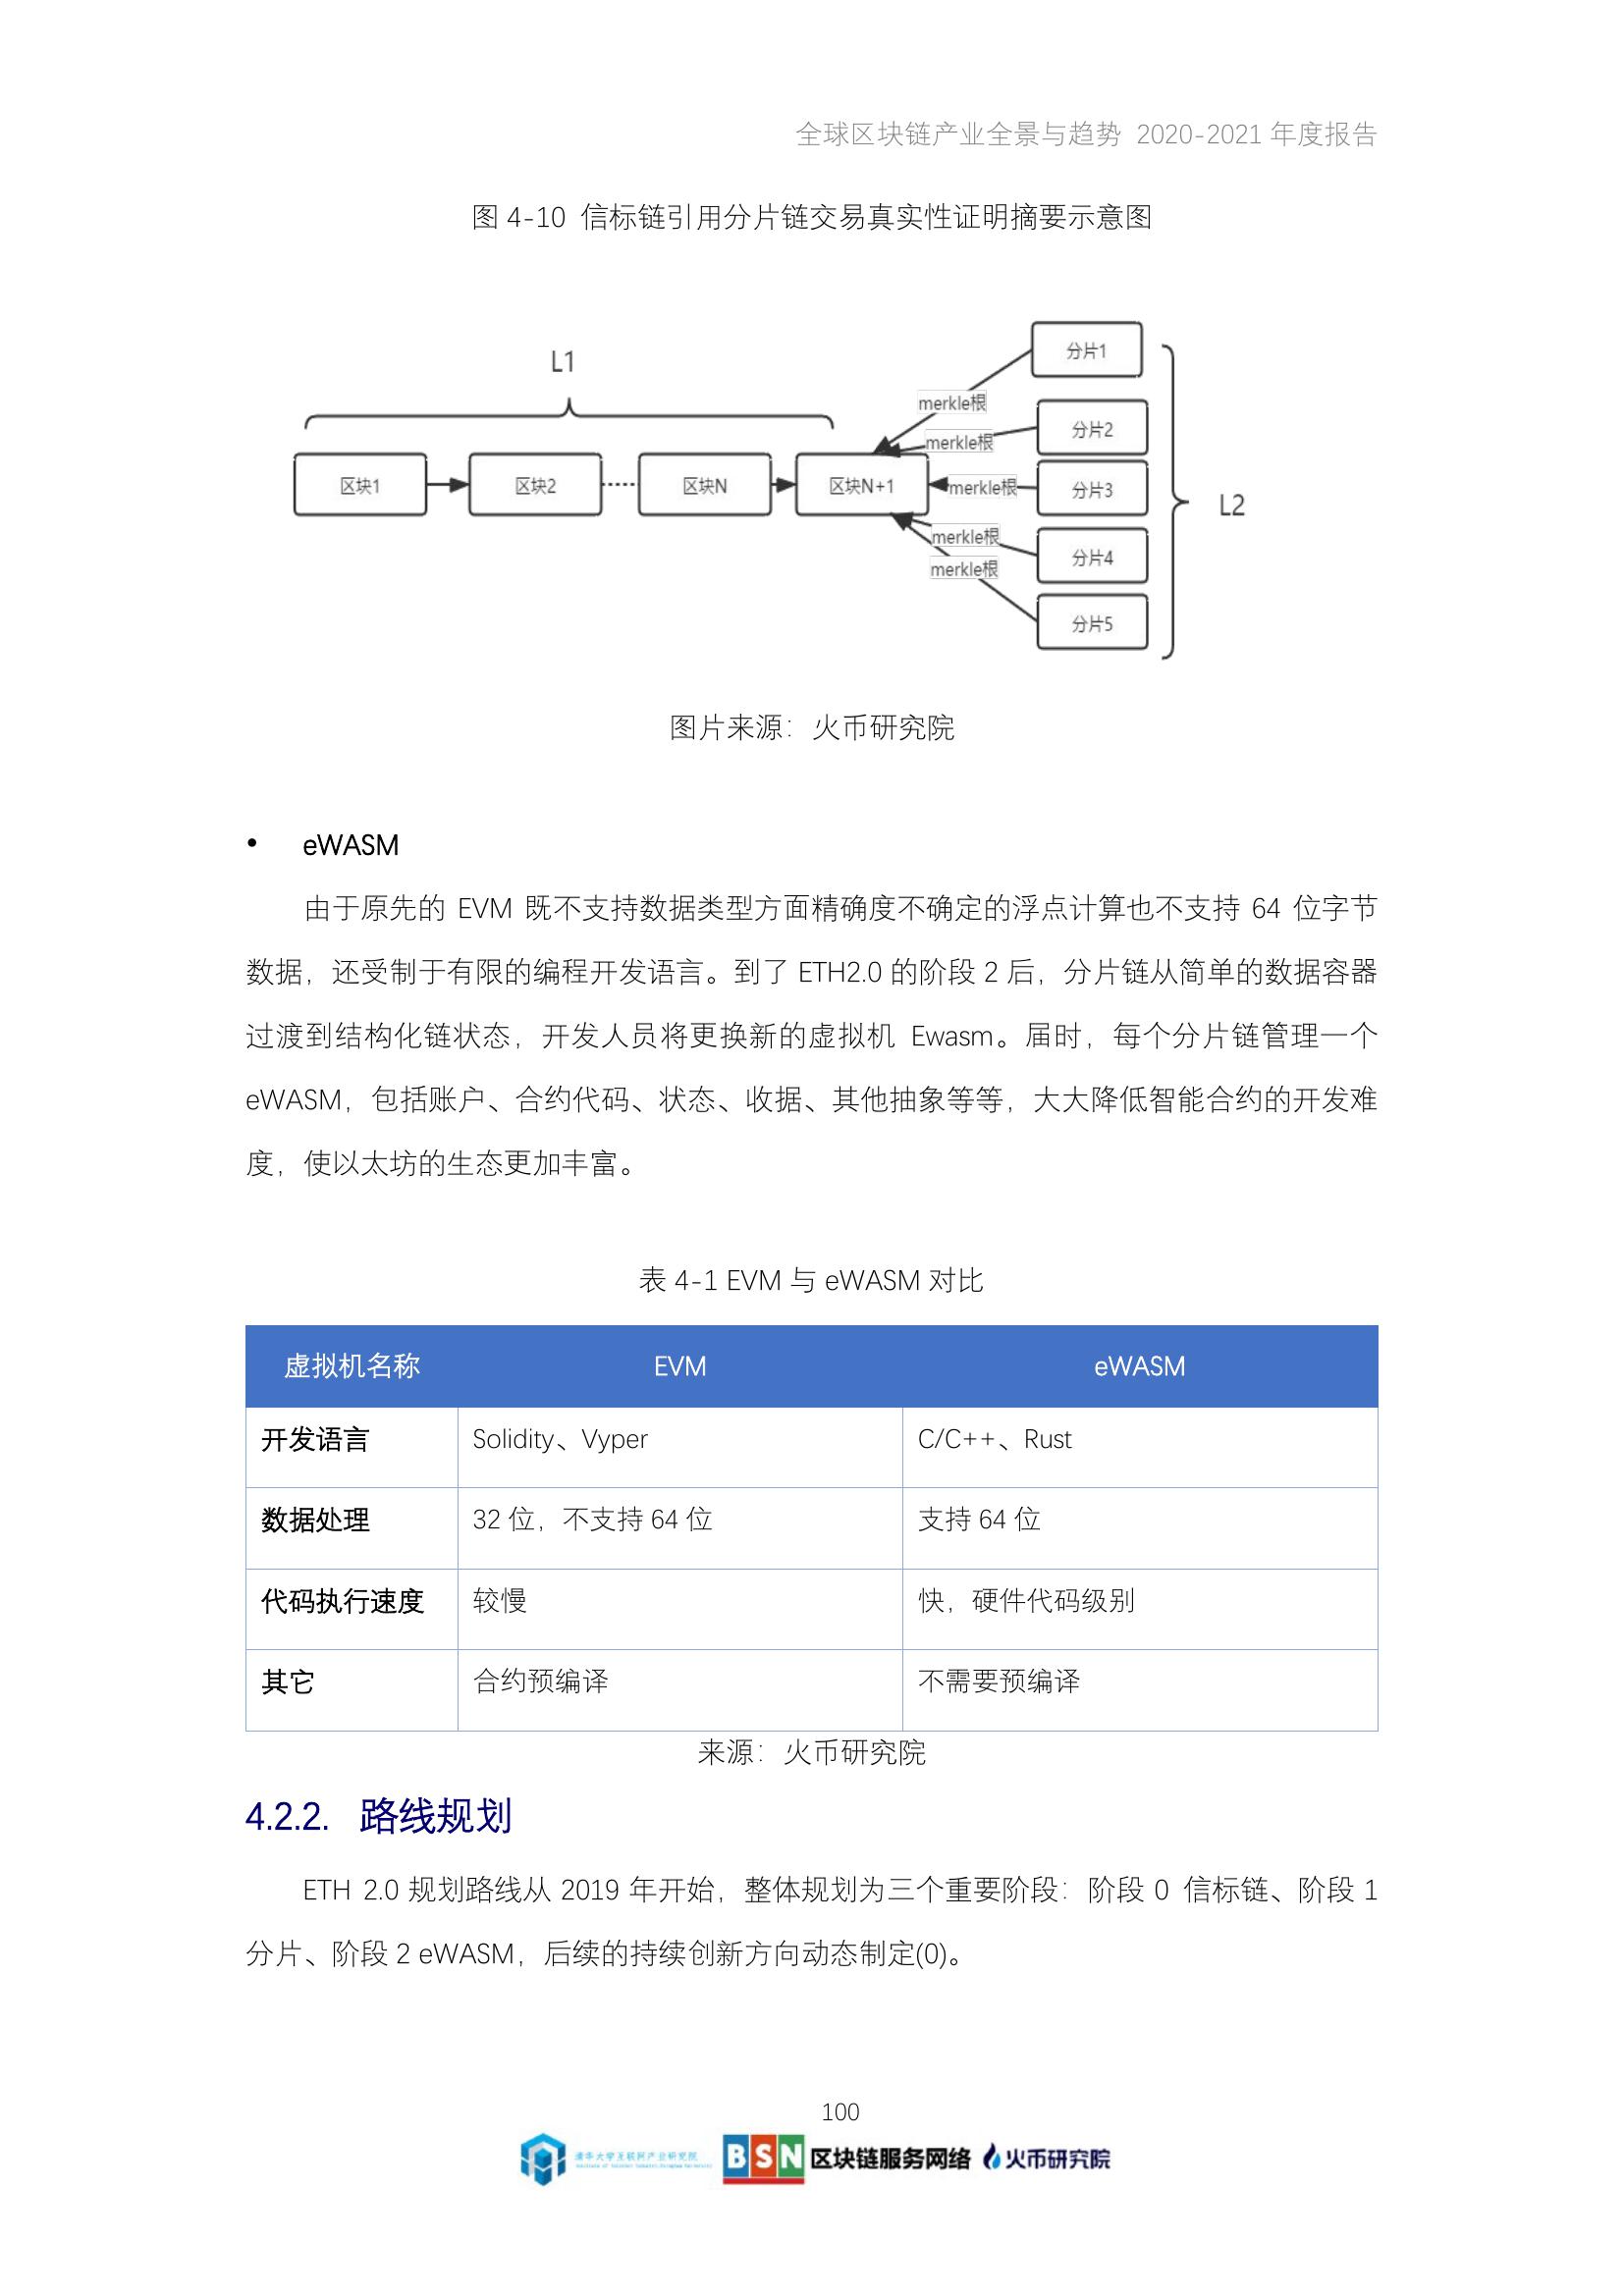 全球区块链产业全景与趋势 2020-2021 年度报告
图 4-10 信标链引用分片链交易真实性证明摘要示意图
L1
区块1
区块2
区块N
区块N+1
merkle根
merkle根
merkle根
merkle根
merkle根
分片1
分片2
分片3
分片4
分片5
L2
图片来源：火币研究院
• eWASM
由于原先的 EVM 既不支持数据类型方面精确度不确定的浮点计算也不支持 64 位字节
数据，还受制于有限的编程开发语言。到了 ETH2.0 的阶段 2 后，分片链从简单的数据容器
过渡到结构化链状态，开发人员将更换新的虚拟机 Ewasm。届时，每个分片链管理一个
eWASM，包括账户、合约代码、状态、收据、其他抽象等等，大大降低智能合约的开发难
度，使以太坊的生态更加丰富。
表 4-1 EVM 与 eWASM 对比
虚拟机名称 EVM eWASM
开发语言 Solidity、Vyper C/C++、Rust
数据处理 32 位，不支持 64 位 支持 64 位
代码执行速度 较慢 快，硬件代码级别
其它 合约预编译 不需要预编译
来源：火币研究院
4.2.2. 路线规划
ETH 2.0 规划路线从 2019 年开始，整体规划为三个重要阶段：阶段 0 信标链、阶段 1
分片、阶段 2 eWASM，后续的持续创新方向动态制定(0)。
100
清华大学互联网产业研究院
BSN 区块链服务网络 火币研究院